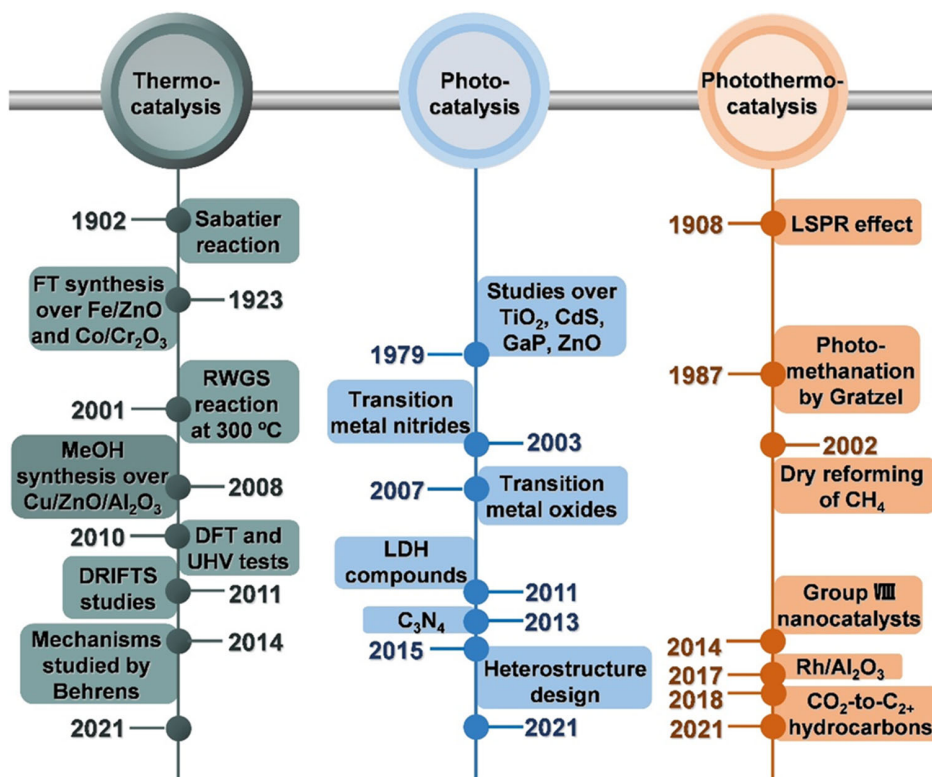 Thermo-
catalysis
Photo-
catalysis
Photothermo-
catalysis
1902
Sabatier
reaction
FT synthesis
over Fe/ZnO
and Co/Cr₂O₃
1923
2001
RWGS
reaction
at 300 ºC
MeOH
synthesis over
Cu/ZnO/Al₂O₃
2008
2010
DFT and
UHV tests
DRIFTS
studies
2011
Mechanisms
studied by
Behrens
2014
2021
Studies over
TiO₂, CdS,
GaP, ZnO
1979
Transition
metal nitrides
2003
2007
Transition
metal oxides
LDH
compounds
2011
C₃N₄
2013
2015
Heterostructure
design
2021
1908
LSPR effect
1987
Photo-
methanation
by Gratzel
2002
Dry reforming
of CH₄
Group Ⅷ
nanocatalysts
2014
2017
Rh/Al₂O₃
2018
CO₂-to-C₂₊
hydrocarbons
2021